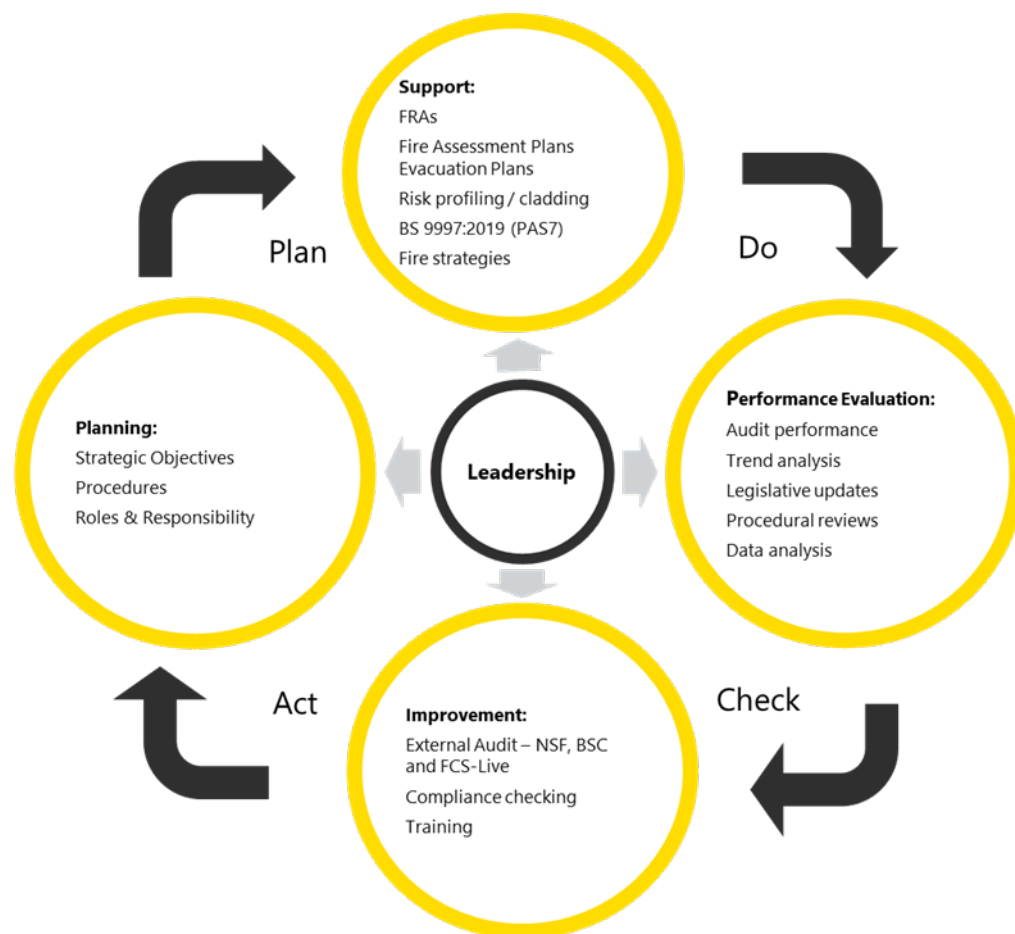 Support:
FRAs
Fire Assessment Plans
Evacuation Plans
Risk profiling / cladding
BS 9997:2019 (PAS7)
Fire strategies
Plan
Do
Planning:
Strategic Objectives
Procedures
Roles & Responsibility
Leadership
Performance Evaluation:
Audit performance
Trend analysis
Legislative updates
Procedural reviews
Data analysis
Act
Check
Improvement:
External Audit – NSF, BSC
and FCS-Live
Compliance checking
Training